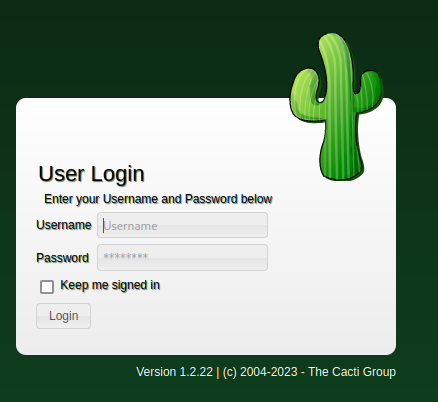 User Login
Enter your Username and Password below
Username Username
Password ********
Keep me signed in
Login
Version 1.2.22 | (c) 2004-2023 - The Cacti Group